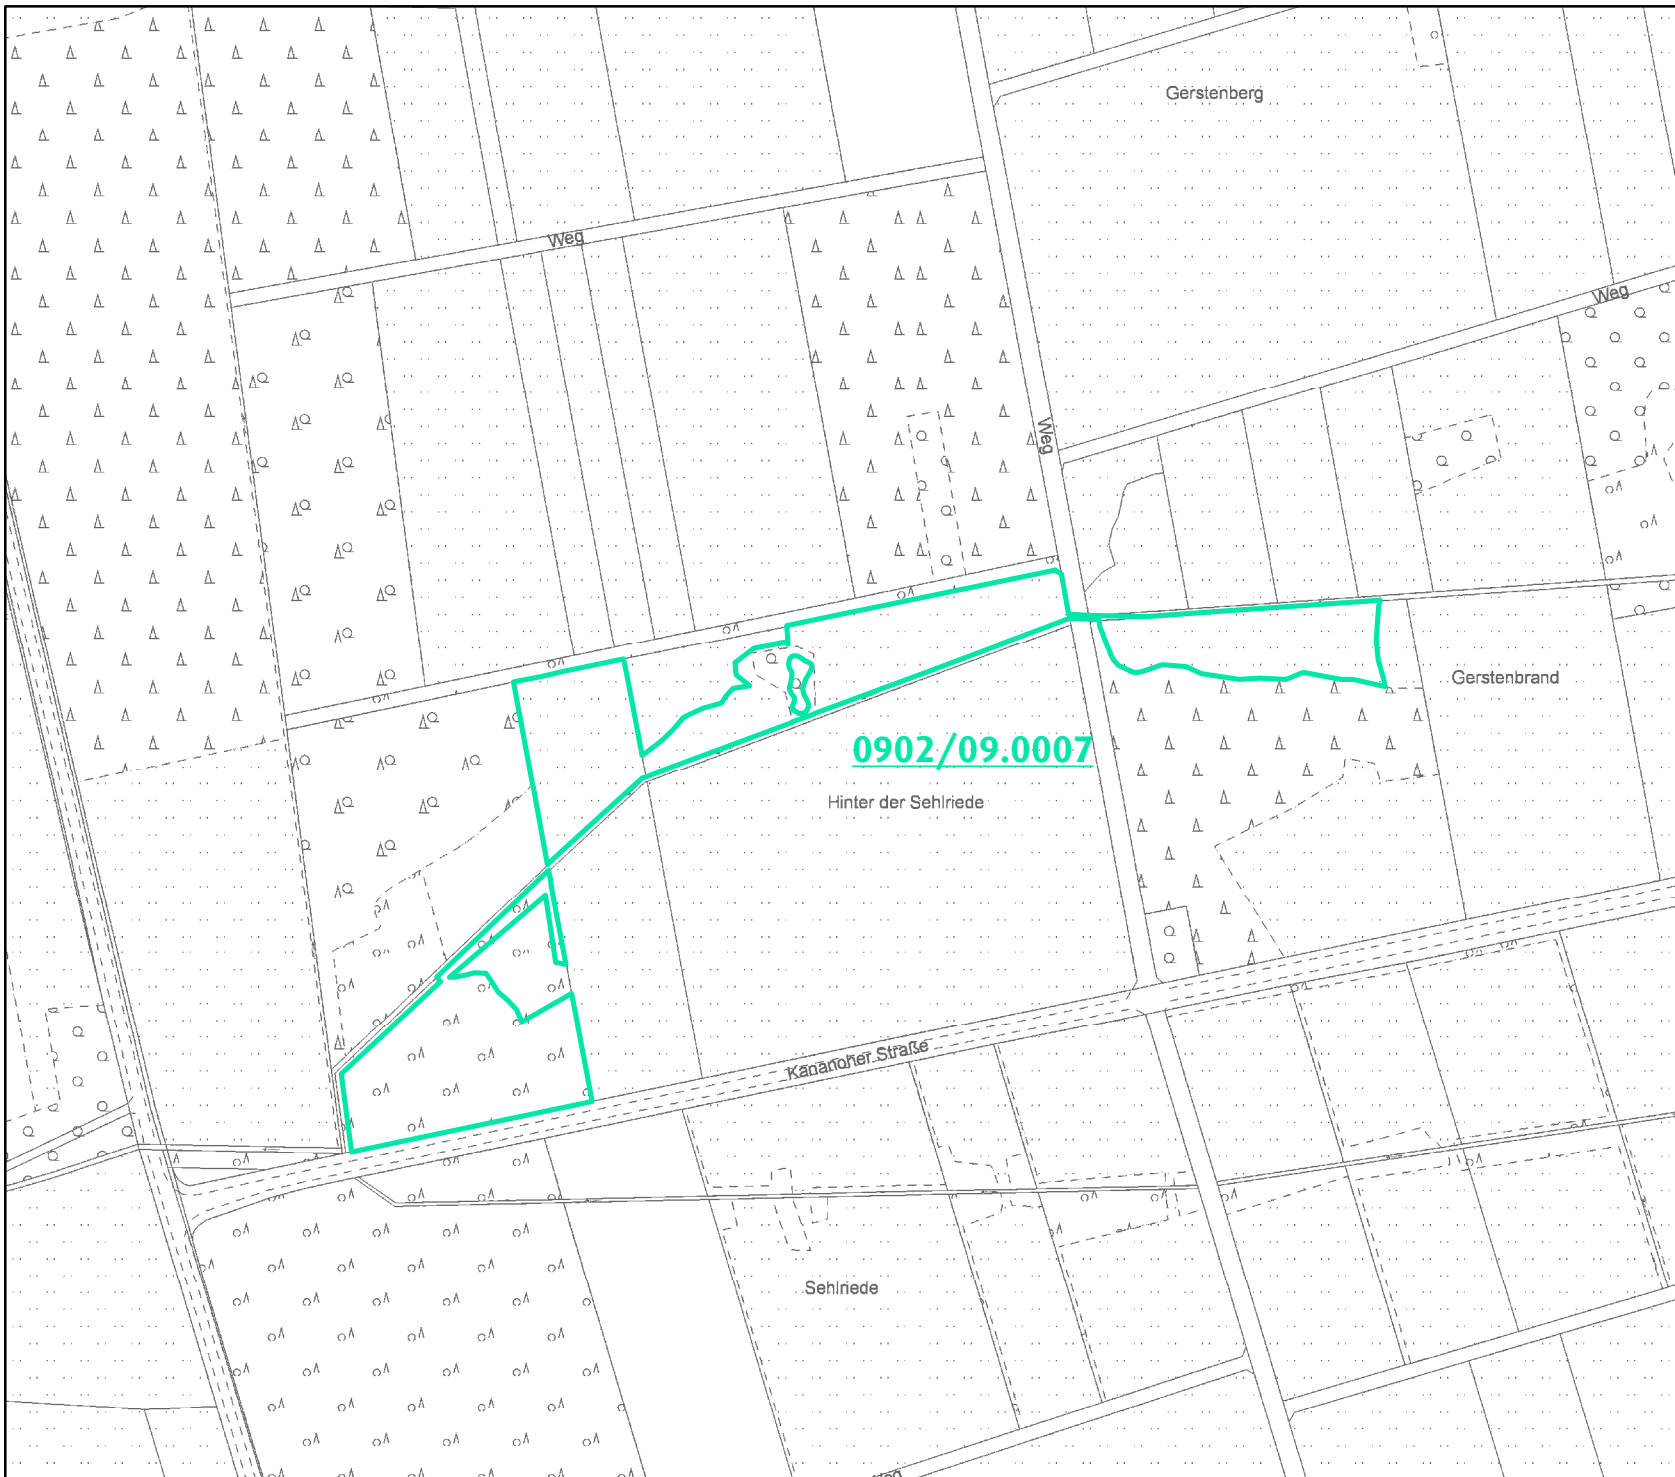 Gerstenberg
Weg
Weg
Weg
Gerstenbrand
0902/09.0007
Hinter der Sehlriede
Kananoher Straße
Sehlriede